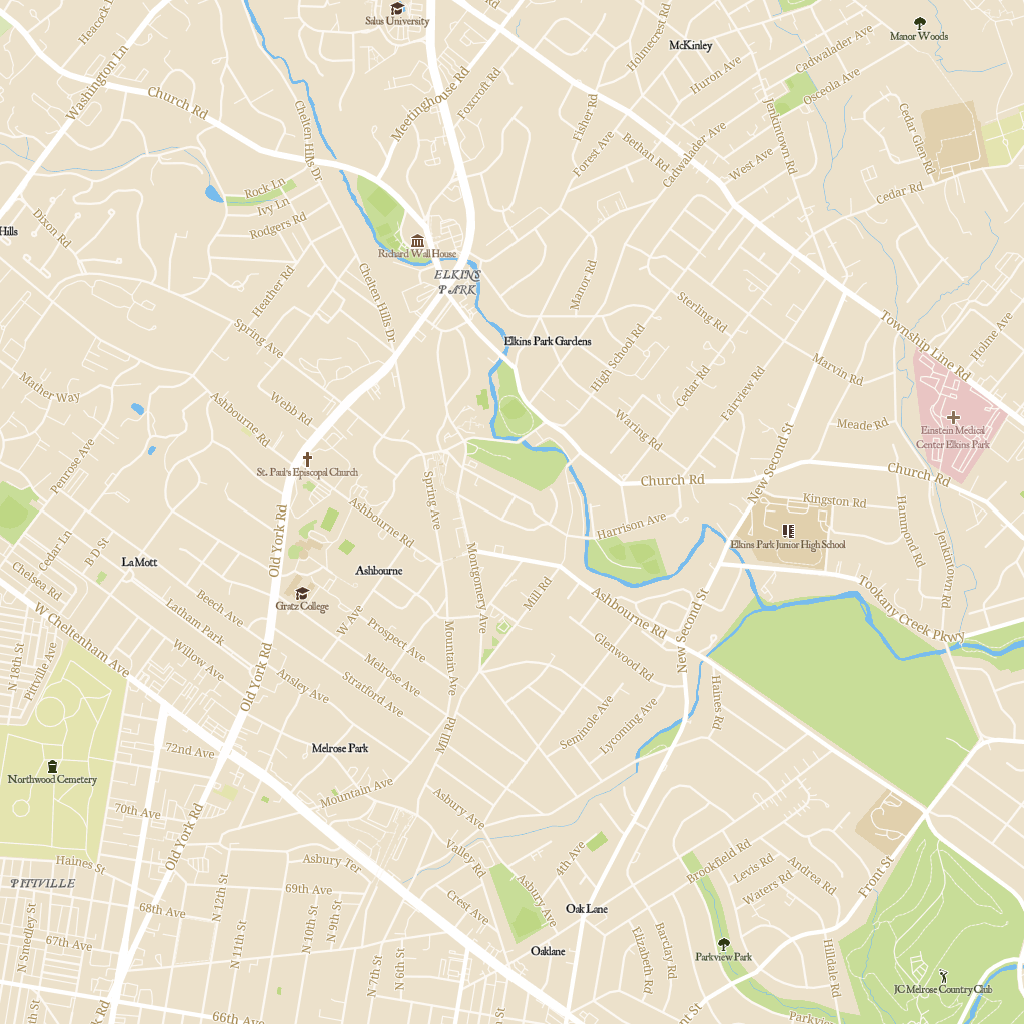 Salus University
McKinley
Manor Woods
Heacock
Washington Ln
Church Rd
Meetinghouse Rd
Foxcroft Rd
Holmecrest Rd
Huron Ave
Cadwalader Ave
Osceola Ave
Chelten Hills Dr
Fisher Rd
Forest Ave
Bethan Rd
Cadwalader Ave
West Ave
Jenkintown Rd
Cedar Glen Rd
Cedar Rd
Rock Ln
Ivy Ln
Rodgers Rd
Dixon Rd
Hills
Richard Wall House
ELKINS
PARK
Heather Rd
Chelten Hills Dr
Manor Rd
Sterling Rd
Township Line Rd
Holme Ave
Spring Ave
Elkins Park Gardens
High School Rd
Marvin Rd
Cedar Rd
Fairview Rd
Mather Way
Webb Rd
Ashbourne Rd
Waring Rd
Meade Rd
Einstein Medical
Center Elkins Park
Penrose Ave
St. Paul's Episcopal Church
Spring Ave
Church Rd
New Second St
Church Rd
Kingston Rd
Hammond Rd
Jenkintown Rd
Old York Rd
Ashbourne Rd
Harrison Ave
Elkins Park Junior High School
Cedar Ln
B D St
LaMott
Ashbourne
Chelsea Rd
W Cheltenham Ave
Montgomery Ave
Mill Rd
Ashbourne Rd
New Second St
Tookany Creek Pkwy
Gratz College
Beech Ave
Latham Park
Willow Ave
W Ave
Prospect Ave
Melrose Ave
Stratford Ave
Ansley Ave
Mountain Ave
Glenwood Rd
Haines Rd
N 18th St
Pittville Ave
Old York Rd
Seminole Ave
Lycoming Ave
Mill Rd
Melrose Park
72nd Ave
Northwood Cemetery
Mountain Ave
70th Ave
Asbury Ave
Old York Rd
Valley Rd
4th Ave
Brookfield Rd
Levis Rd
Waters Rd
Andrea Rd
Front St
Haines St
Asbury Ter
PITTVILLE
69th Ave
Crest Ave
Asbury Ave
Oak Lane
68th Ave
N 12th St
N 11th St
N 10th St
N 9th St
N Smedley St
67th Ave
Oaklane
Elizabeth Rd
Barclay Rd
Parkview Park
Hilldale Rd
N 7th St
N 6th St
JC Melrose Country Club
Old York Rd
66th Ave
nt St
Parkview